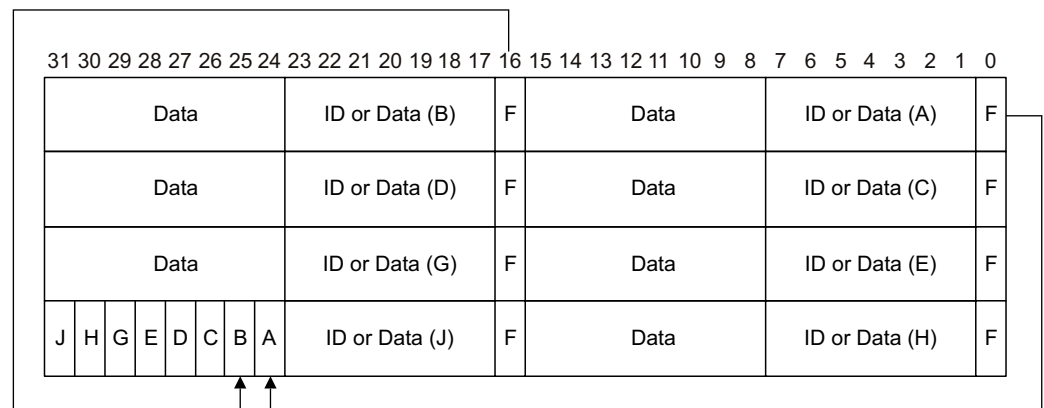 31 30 29 28 27 26 25 24 23 22 21 20 19 18 17 16 15 14 13 12 11 10 9 8 7 6 5 4 3 2 1 0
Data ID or Data (B) F Data ID or Data (A) F
Data ID or Data (D) F Data ID or Data (C) F
Data ID or Data (G) F Data ID or Data (E) F
J H G E D C B A ID or Data (J) F Data ID or Data (H) F